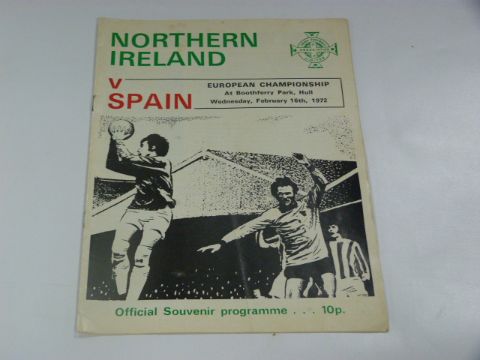 NORTHERN
IRELAND
V
SPAIN
EUROPEAN CHAMPIONSHIP
At Boothferry Park, Hull
Wednesday, February 16th, 1972
Official Souvenir programme . . . 10p.